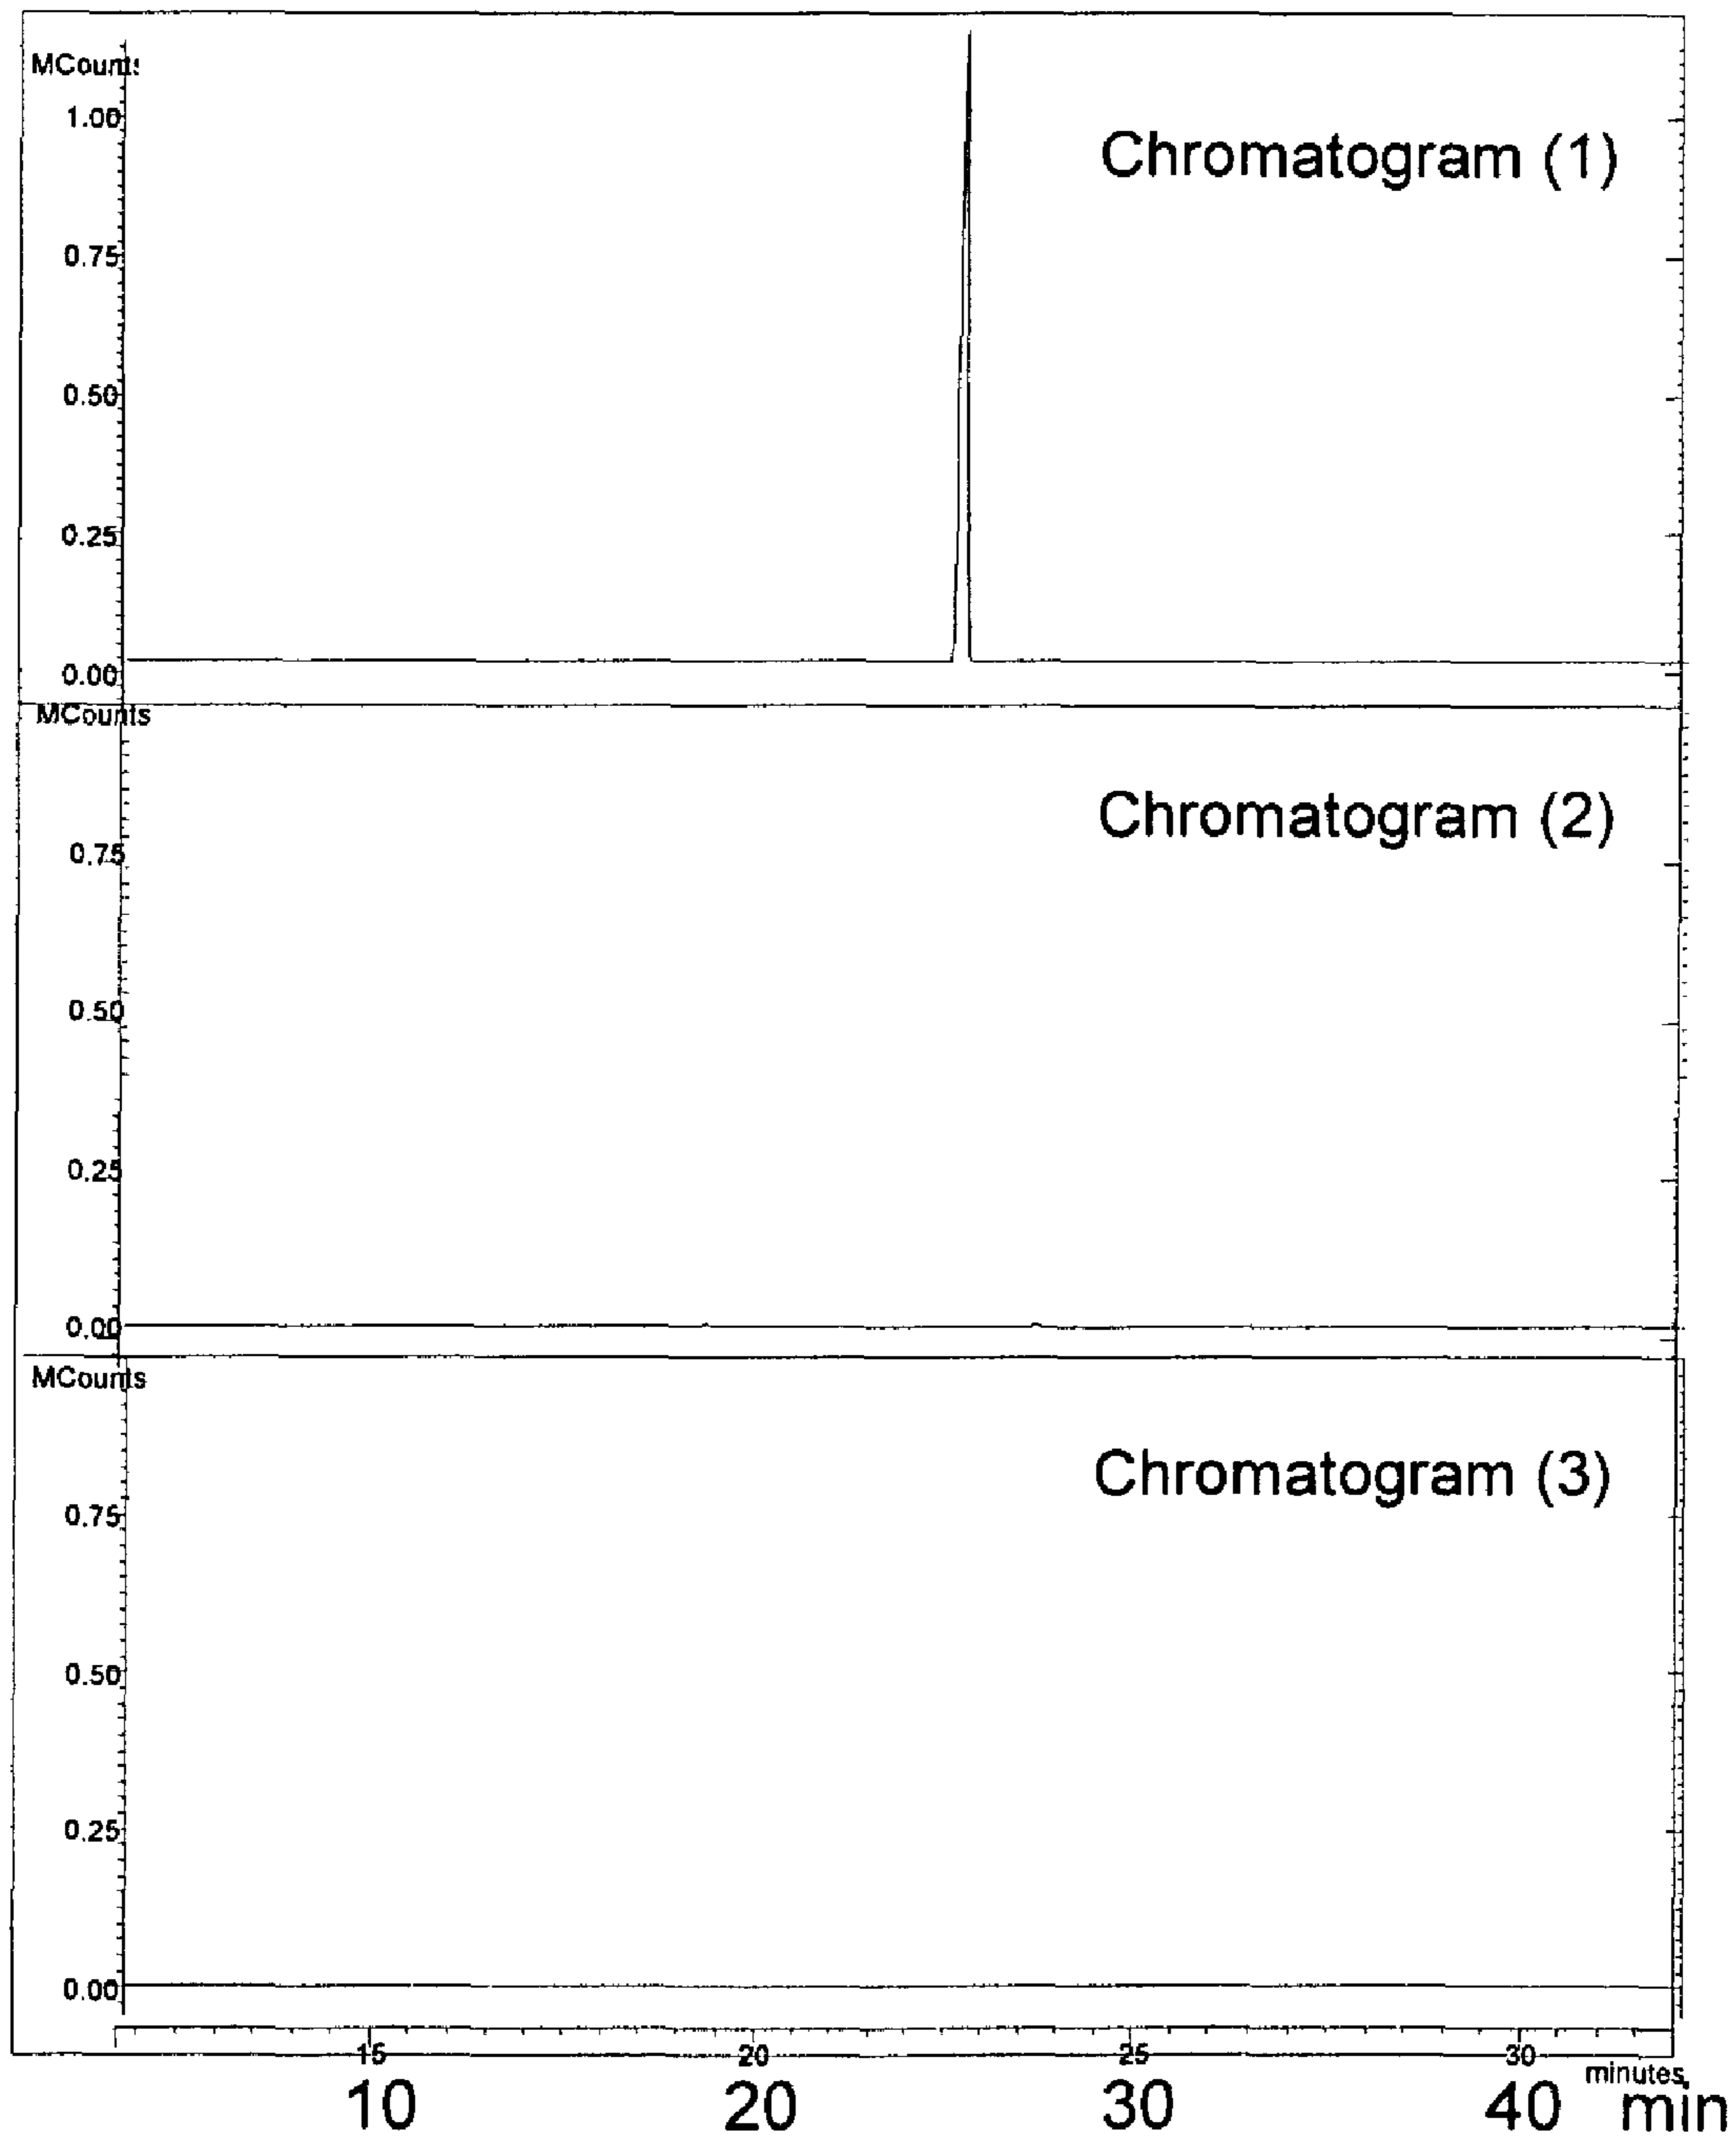 MCounts
Chromatogram (1)
1.00
0.75
0.50
0.25
0.00
MCounts
Chromatogram (2)
0.75
0.50
0.25
0.00
MCounts
Chromatogram (3)
0.75
0.50
0.25
0.00
15 20 25 30
minutes
10 20 30 40 min